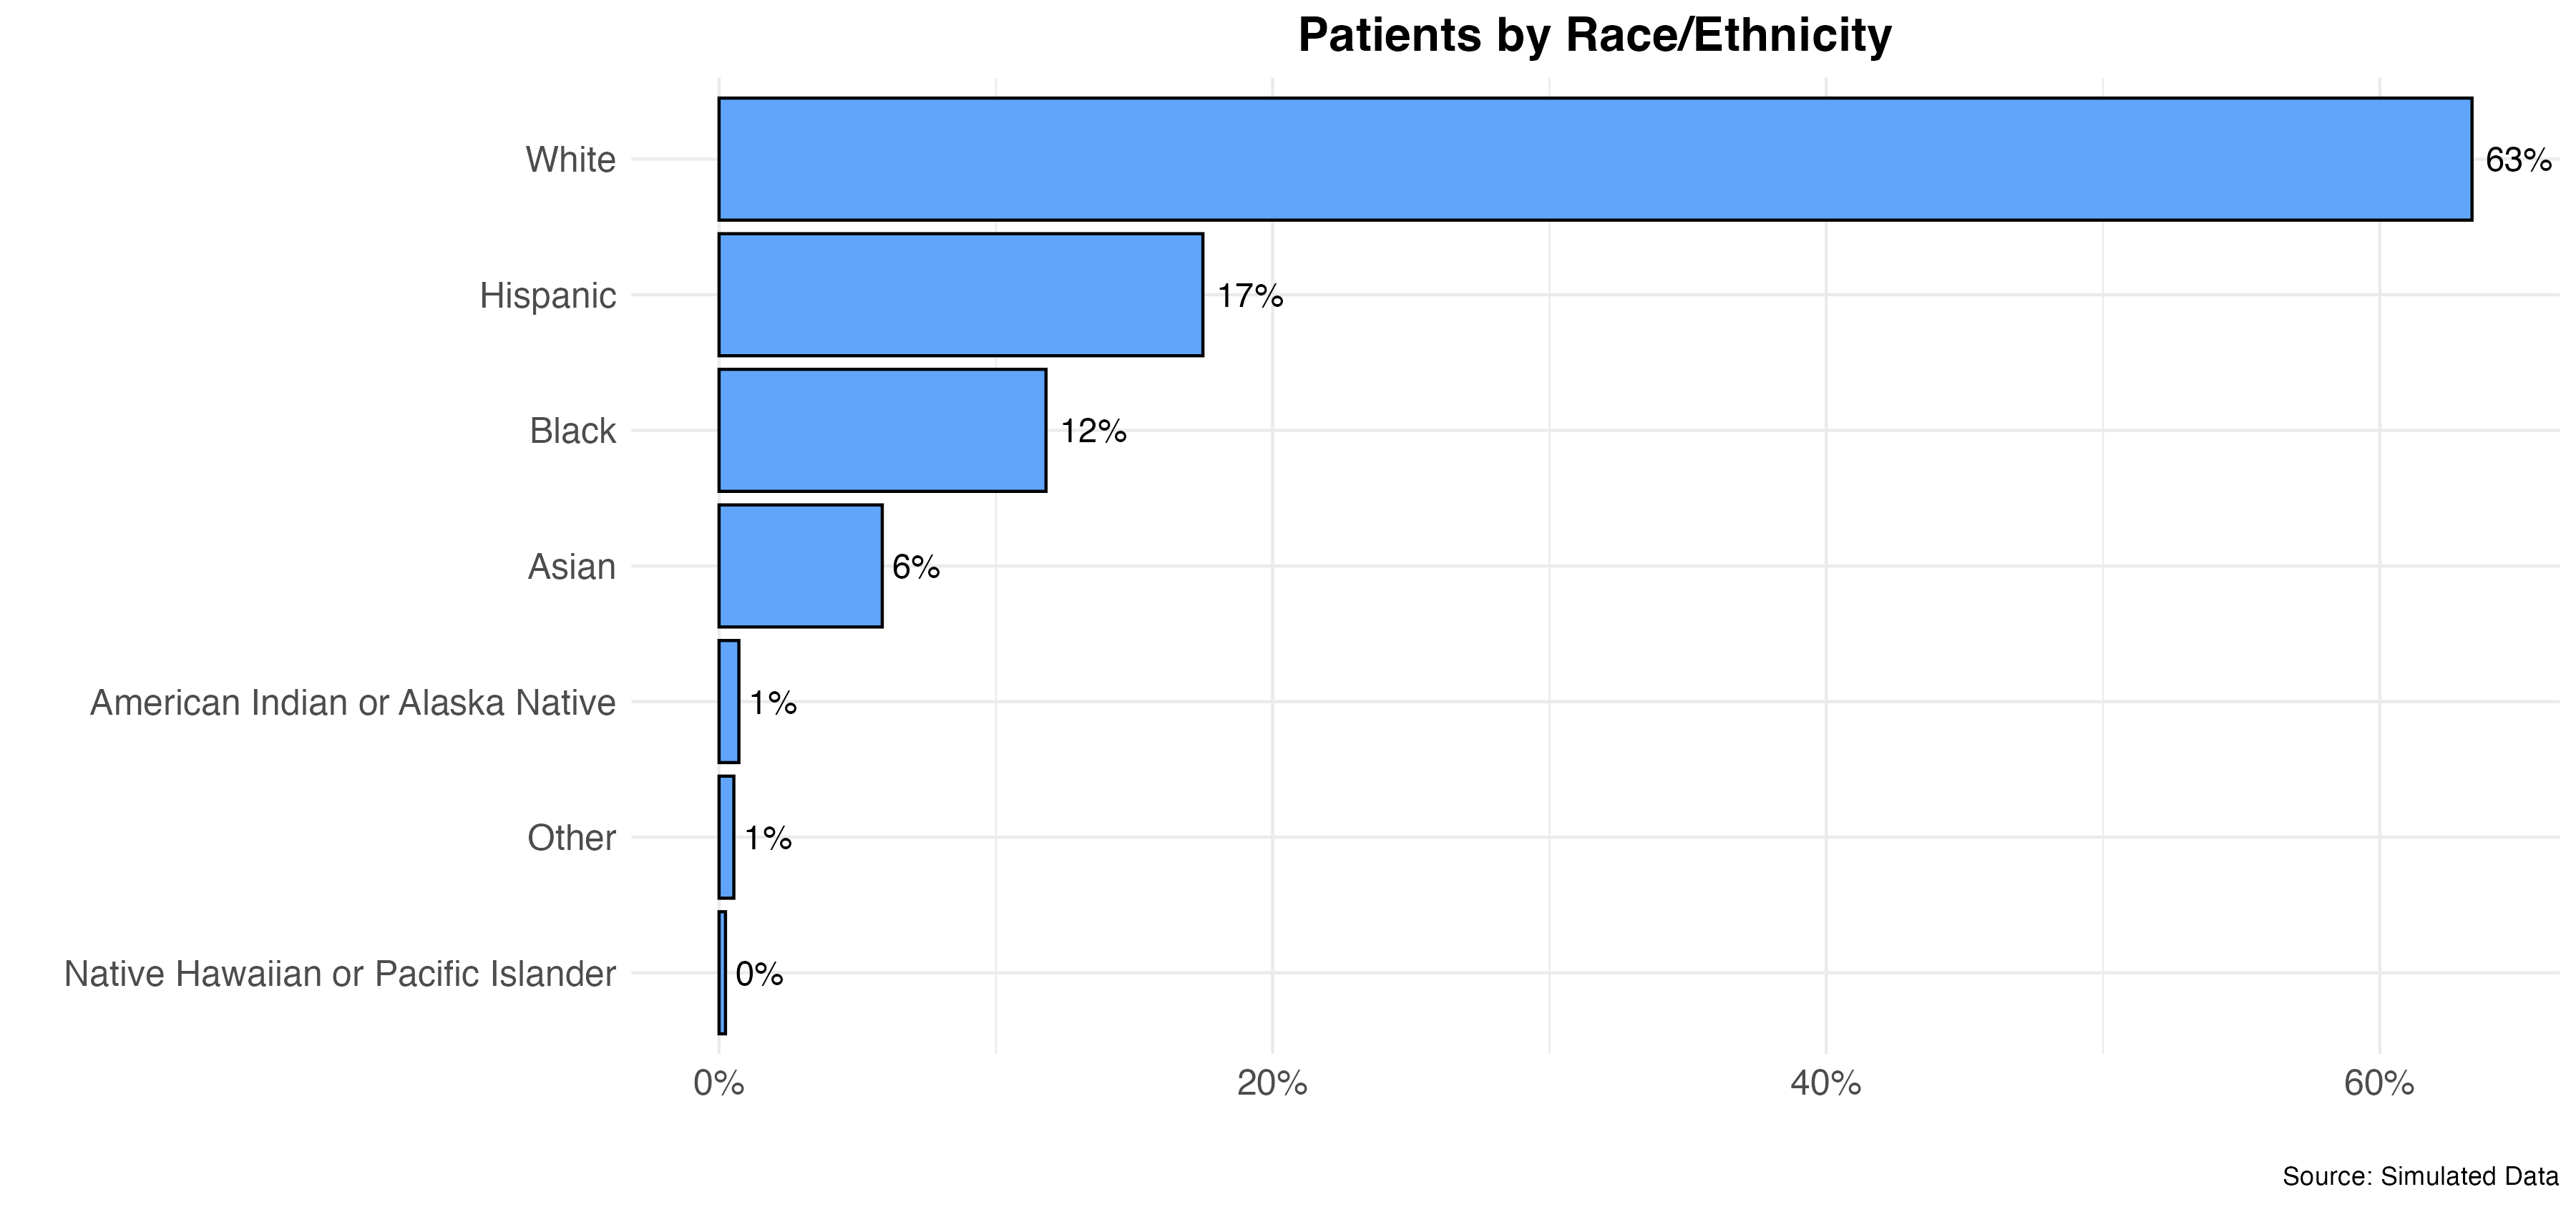 Patients by Race/Ethnicity
White
63%
Hispanic
17%
Black
12%
Asian
6%
American Indian or Alaska Native
1%
Other
1%
Native Hawaiian or Pacific Islander
0%
0%
20%
40%
60%
Source: Simulated Data